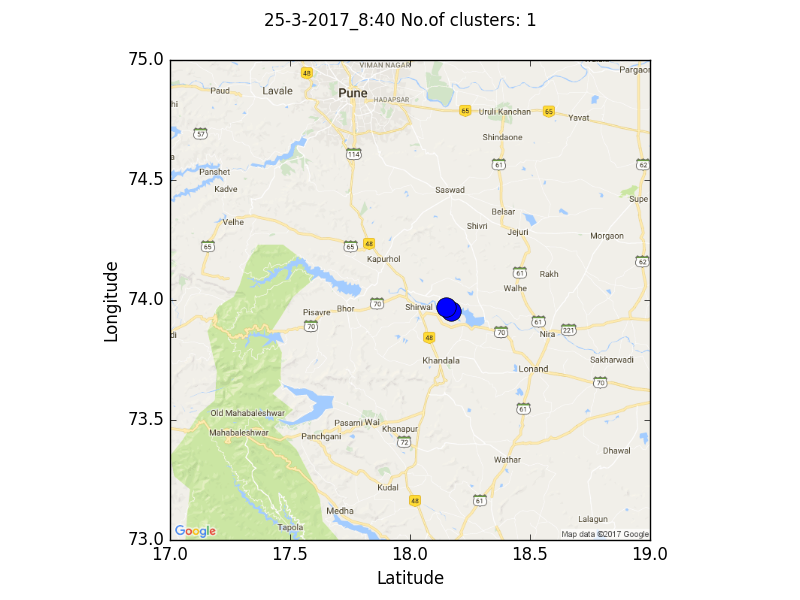 25-3-2017_8:40 No.of clusters: 1
75.0
74.5
74.0
73.5
73.0
Longitude
17.0 17.5 18.0 18.5 19.0
Latitude
VIMAN NAGAR
48
Paud
Lavale
Pune
HADAPSAR
65
Uruli Kanchan
65
Yavat
57
Shindaone
114
61
62
Panshet
Kadve
Saswad
Supe
Velhe
Belsar
Shivri
Jejuri
Morgaon
65
65
48
Kapurhol
62
61
Rakh
Walhe
Pisavre
Bhor
70
Shirwal
70
61
221
Nira
70
48
Khandala
Sakharwadi
Lonand
70
Old Mahabaleshwar
61
Mahabaleshwar
Panchgani
Pasarni Wai
Khanapur
72
Dhawal
Wathar
Kudal
48
61
Medha
Lalagun
Tapola
Google
Map data ©2017 Google